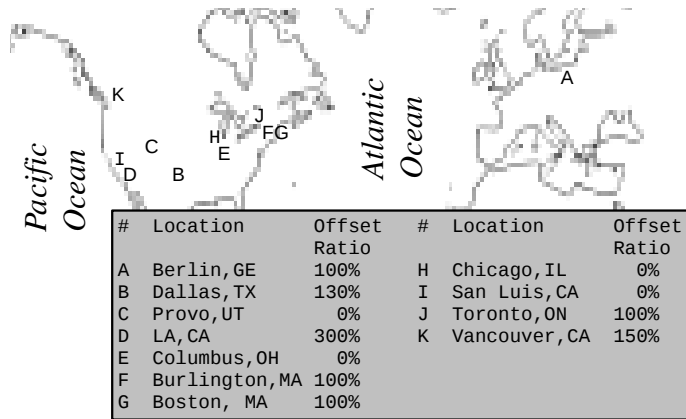 A
K
J
FG
H
C
E
I
D
B
Pacific
Ocean
Atlantic
Ocean
# Location Offset # Location Offset
Ratio Ratio
A Berlin,GE 100% H Chicago,IL 0%
B Dallas,TX 130% I San Luis,CA 0%
C Provo,UT 0% J Toronto,ON 100%
D LA,CA 300% K Vancouver,CA 150%
E Columbus,OH 0%
F Burlington,MA 100%
G Boston, MA 100%